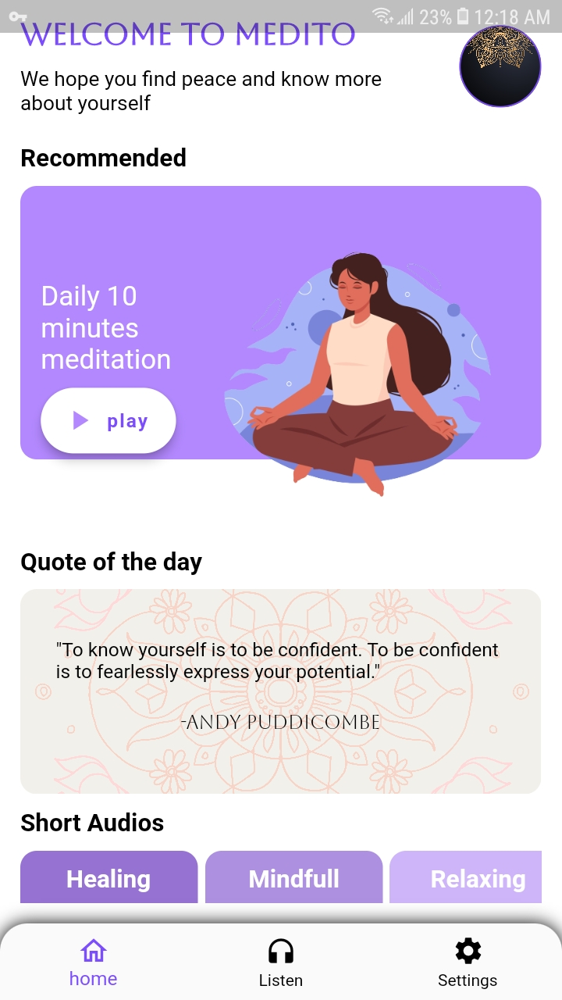 23% 12:18 AM
WELCOME TO MEDITO
We hope you find peace and know more
about yourself
Recommended
Daily 10
minutes
meditation
play
Quote of the day
"To know yourself is to be confident. To be confident
is to fearlessly express your potential."
-ANDY PUDDICOMBE
Short Audios
Healing Mindfull Relaxing
home Listen Settings